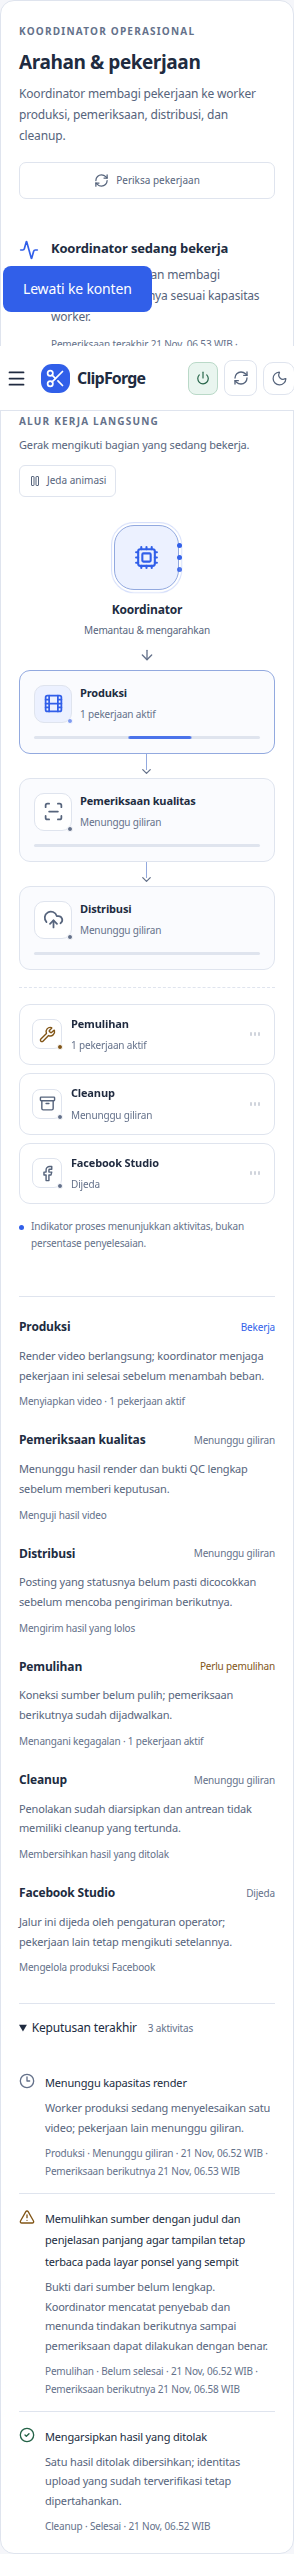 KOORDINATOR OPERASIONAL
Arahan & pekerjaan
Koordinator membagi pekerjaan ke worker
produksi, pemeriksaan, distribusi, dan
cleanup.
Periksa pekerjaan
Koordinator sedang bekerja
an membagi
Lewati ke konten
nya sesuai kapasitas
worker.
Pemeriksaan terakhir 21 Nov, 06.53 WIB ·
ClipForge
ALUR KERJA LANGSUNG
Gerak mengikuti bagian yang sedang bekerja.
Jeda animasi
Koordinator
Memantau & mengarahkan
Produksi
1 pekerjaan aktif
Pemeriksaan kualitas
Menunggu giliran
Distribusi
Menunggu giliran
Pemulihan
1 pekerjaan aktif
Cleanup
Menunggu giliran
Facebook Studio
Dijeda
Indikator proses menunjukkan aktivitas, bukan
persentase penyelesaian.
Produksi Bekerja
Render video berlangsung; koordinator menjaga
pekerjaan ini selesai sebelum menambah beban.
Menyiapkan video · 1 pekerjaan aktif
Pemeriksaan kualitas Menunggu giliran
Menunggu hasil render dan bukti QC lengkap
sebelum memberi keputusan.
Menguji hasil video
Distribusi Menunggu giliran
Posting yang statusnya belum pasti dicocokkan
sebelum mencoba pengiriman berikutnya.
Mengirim hasil yang lolos
Pemulihan Perlu pemulihan
Koneksi sumber belum pulih; pemeriksaan
berikutnya sudah dijadwalkan.
Menangani kegagalan · 1 pekerjaan aktif
Cleanup Menunggu giliran
Penolakan sudah diarsipkan dan antrean tidak
memiliki cleanup yang tertunda.
Membersihkan hasil yang ditolak
Facebook Studio Dijeda
Jalur ini dijeda oleh pengaturan operator;
pekerjaan lain tetap mengikuti setelannya.
Mengelola produksi Facebook
Keputusan terakhir 3 aktivitas
Menunggu kapasitas render
Worker produksi sedang menyelesaikan satu
video; pekerjaan lain menunggu giliran.
Produksi · Menunggu giliran · 21 Nov, 06.52 WIB ·
Pemeriksaan berikutnya 21 Nov, 06.53 WIB
Memulihkan sumber dengan judul dan
penjelasan panjang agar tampilan tetap
terbaca pada layar ponsel yang sempit
Bukti dari sumber belum lengkap.
Koordinator mencatat penyebab dan
menunda tindakan berikutnya sampai
pemeriksaan dapat dilakukan dengan benar.
Pemulihan · Belum selesai · 21 Nov, 06.52 WIB ·
Pemeriksaan berikutnya 21 Nov, 06.58 WIB
Mengarsipkan hasil yang ditolak
Satu hasil ditolak dibersihkan; identitas
upload yang sudah terverifikasi tetap
dipertahankan.
Cleanup · Selesai · 21 Nov, 06.52 WIB